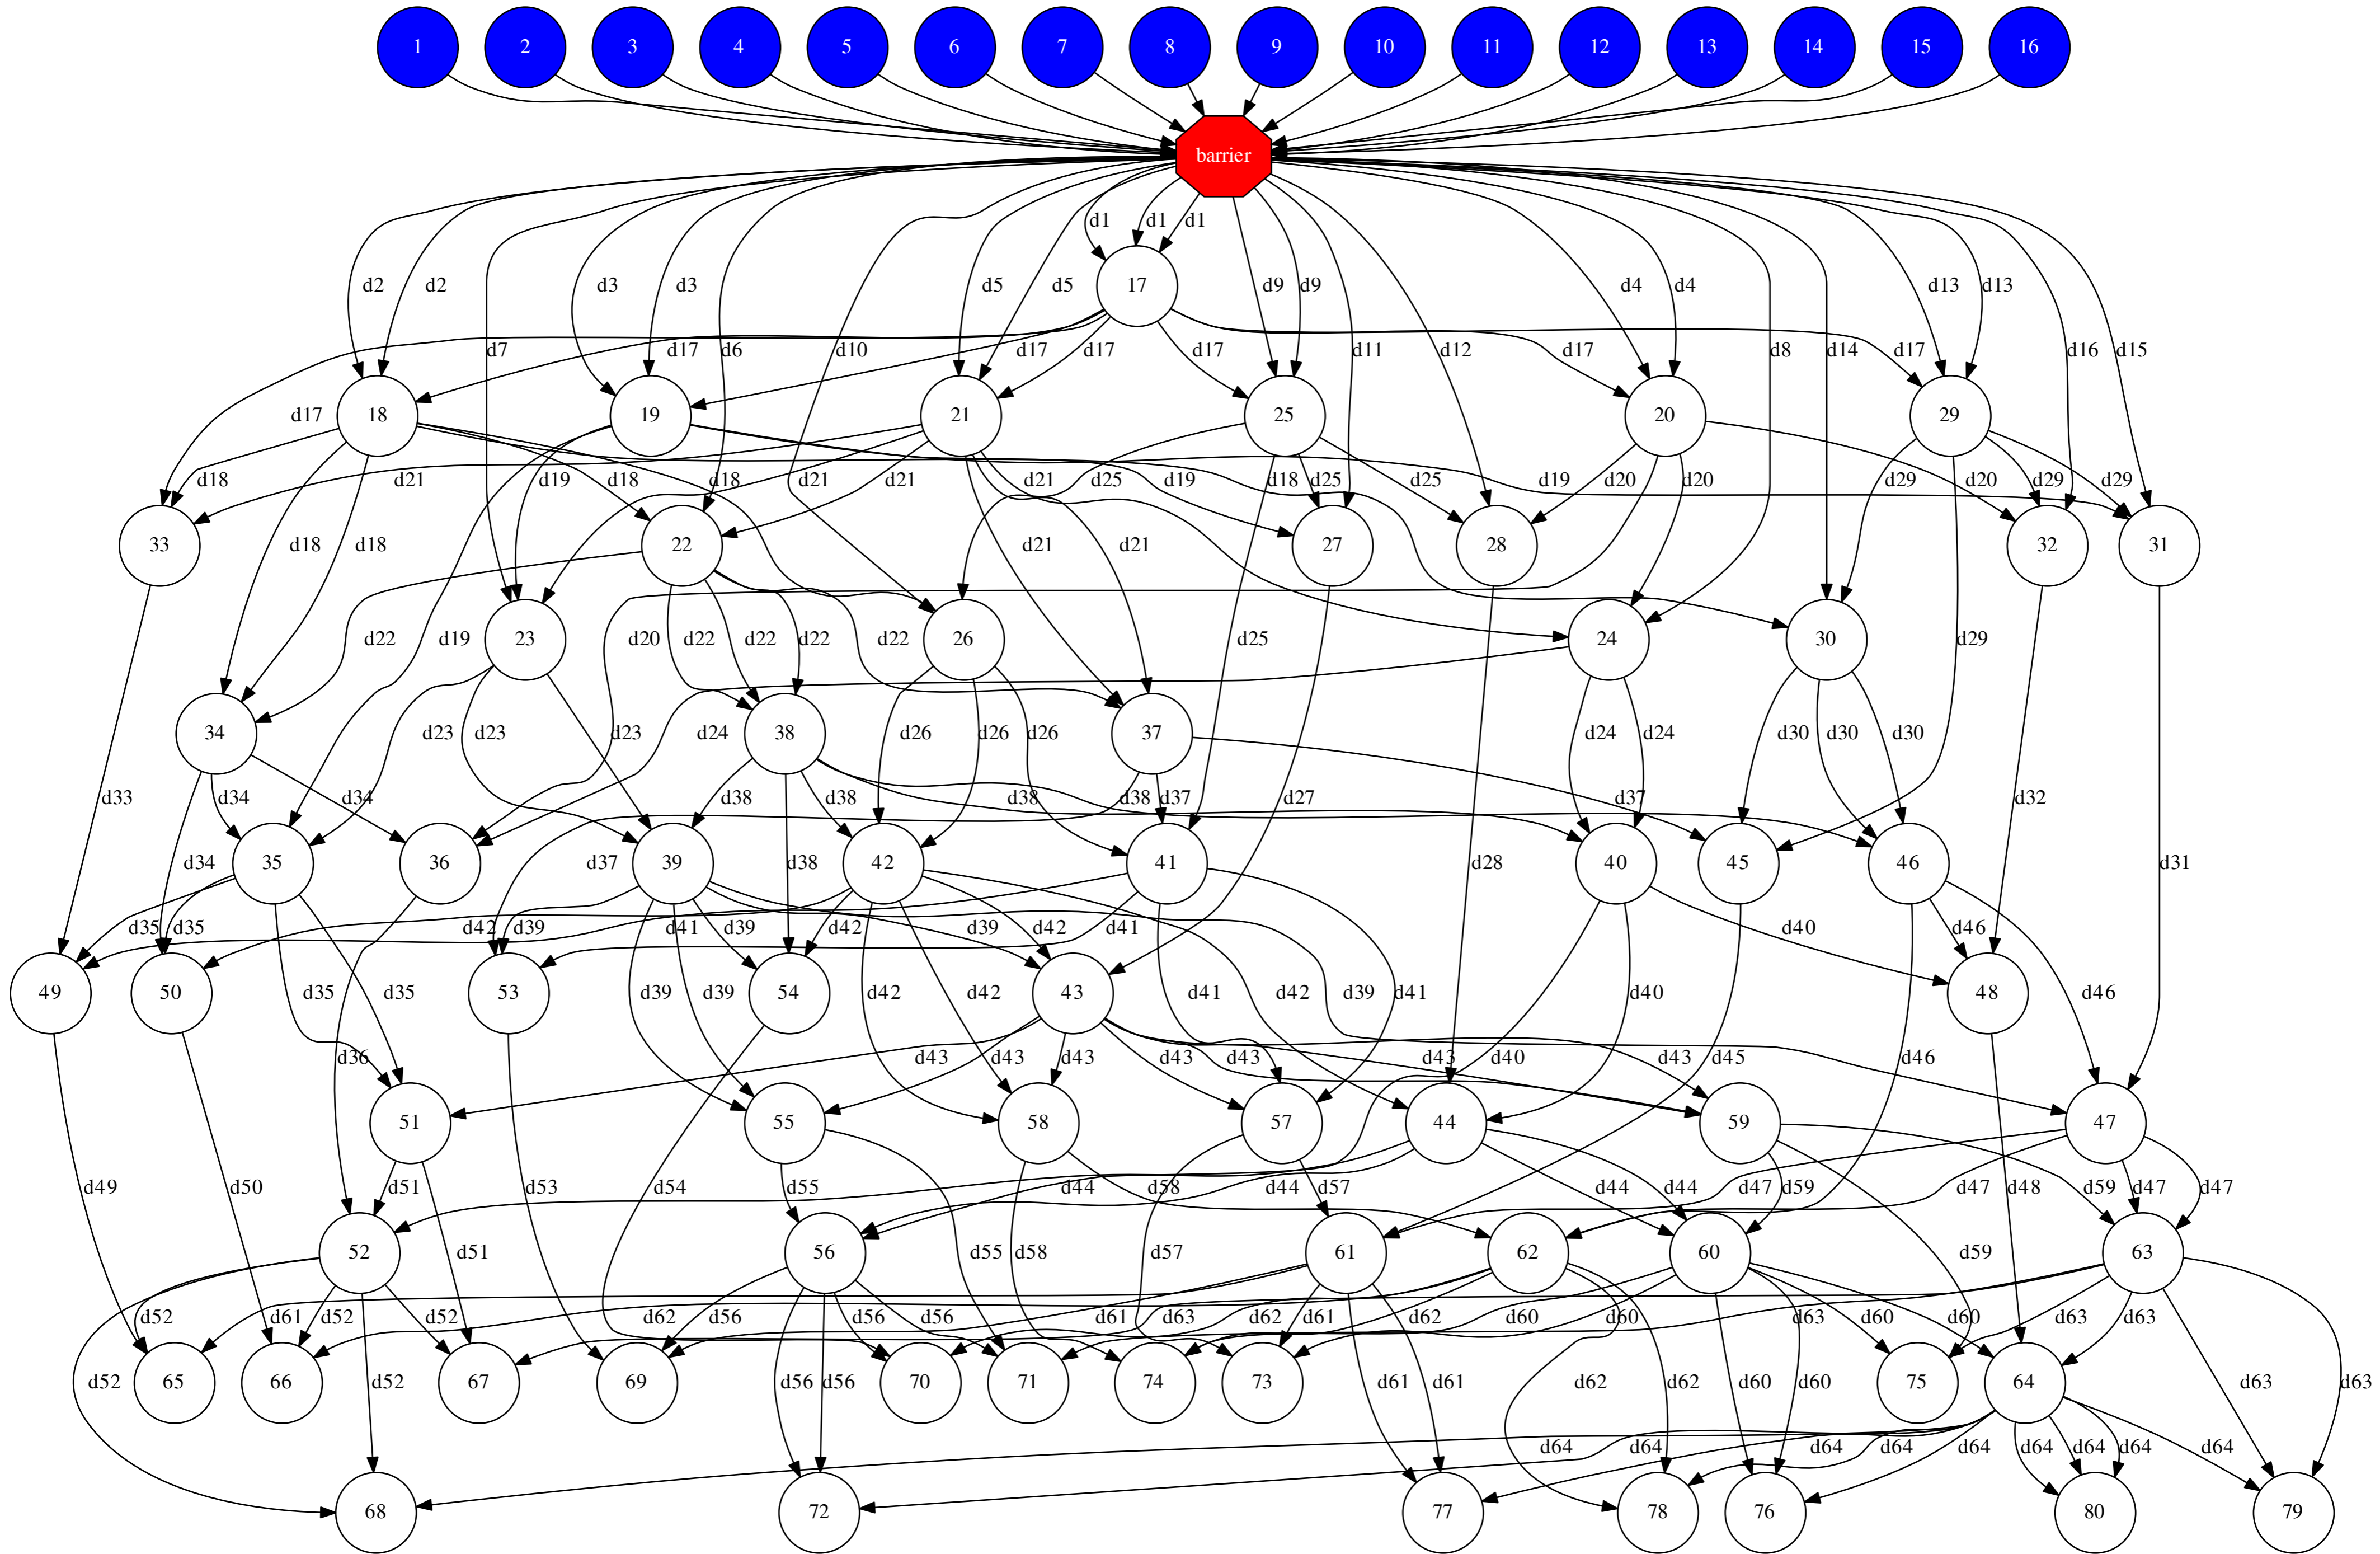 1 2 3 4 5 6 7 8 9 10 11 12 13 14 15 16
barrier
d1 d1 d1
d2 d2 d3 d3 d5 d5 17 d9 d9 d4 d4 d13 d13
d7 d17 d6 d17 d17 d10 d17 d11 d12 d17 d8 d14 d17 d16 d15
d17 18 19 21 25 20 29
d18 d21 d19 d18 d18 d21 d21 d21 d25 d19 d18 d25 d25 d20 d20 d19 d29 d20 d29 d29
33 d18 d18 22 d21 d21 27 28 32 31
d22 d19 23 d20 d22 d22 d22 d22 26 d25 24 30 d29
34 d23 d23 d23 d24 38 d26 d26 d26 37 d24 d24 d30 d30 d30
d33 d34 d34 d38 d38 d38 d38 d37 d27 d37 d32
d34 35 36 d37 39 d38 42 41 d28 40 45 46 d31
d35 d35 d42 d39 d41 d39 d42 d39 d42 d41 d40 d46
49 50 d35 d35 53 d39 d39 54 d42 d42 43 d41 d42 d39 d41 d40 48 d46
d36 d43 d43 d43 d43 d43 d43 d40 d43 d45 d46
51 55 58 57 44 59 47
d49 d50 d51 d53 d54 d55 d44 d58 d44 d57 d44 d44 d47 d59 d47 d48 d59 d47 d47
52 d51 56 d55 d58 d57 61 62 60 d59 63
d52 d61 d52 d52 d62 d56 d56 d56 d61 d63 d62 d61 d62 d60 d60 d63 d60 d60 d63 d63
d52 65 66 d52 67 69 d56 d56 70 71 74 73 d61 d61 d62 d62 d60 d60 75 64 d63 d63
d64 d64 d64 d64 d64 d64 d64 d64 d64
68 72 77 78 76 80 79